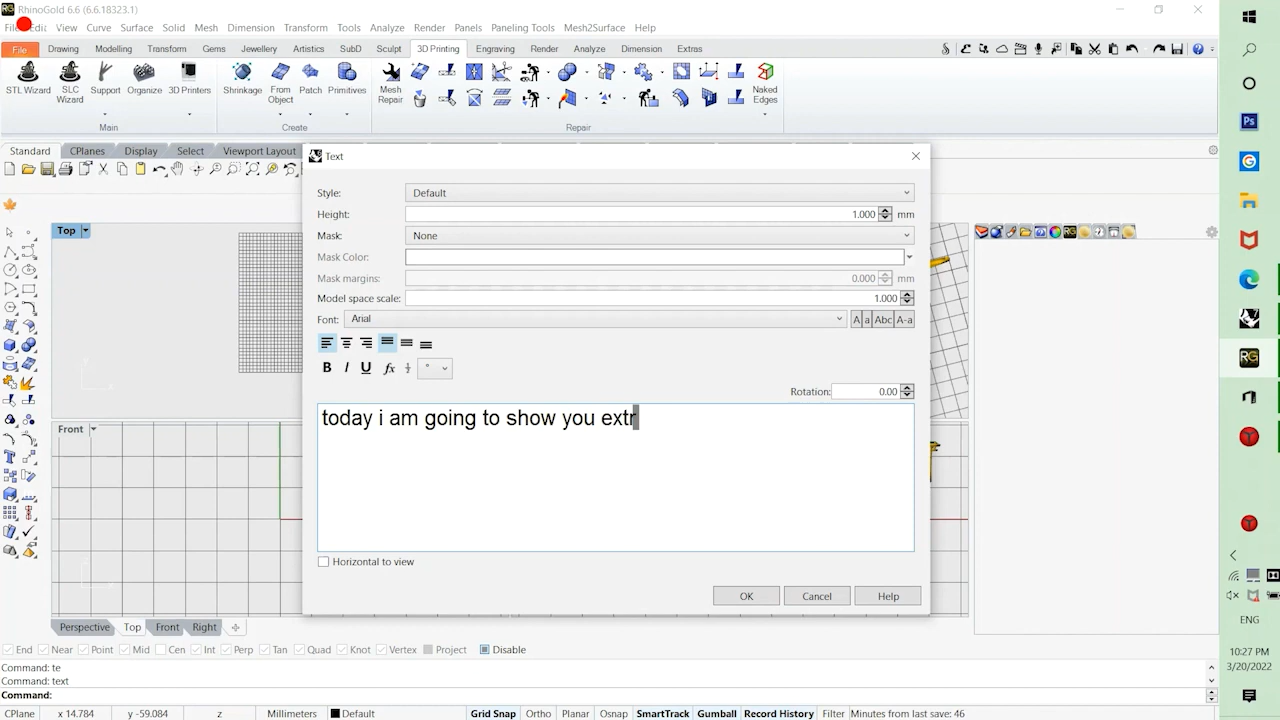 RhinoGold 6.6 (6.6.18323.1)
File Edit View Curve Surface Solid Mesh Dimension Transform Tools Analyze Render Panels Paneling Tools Mesh2Surface Help
File Drawing Modelling Transform Gems Jewellery Artistics SubD Sculpt 3D Printing Engraving Render Analyze Dimension Extras
STL Wizard SLC Wizard Support Organize 3D Printers Shrinkage From Object Patch Primitives Mesh Repair Naked Edges
Main Create Repair
Standard CPlanes Display Select Viewport Layout
Text
Style: Default
Height: 1.000 mm
Mask: None
Mask Color:
Mask margins: 0.000 mm
Model space scale: 1.000
Font: Arial A a Abc A-a
B I U fx ½ °
Rotation: 0.00
today i am going to show you extr
Horizontal to view
OK Cancel Help
Top
Front
Perspective Top Front Right
End Near Point Mid Cen Int Perp Tan Quad Knot Vertex Project Disable
Command: te
Command: text
Command:
CPlane x 14.784 y -59.084 z Millimeters Default Grid Snap Ortho Planar Osnap SmartTrack Gumball Record History Filter Minutes from last save: 46
Ps
RG
ENG
10:27 PM
3/20/2022